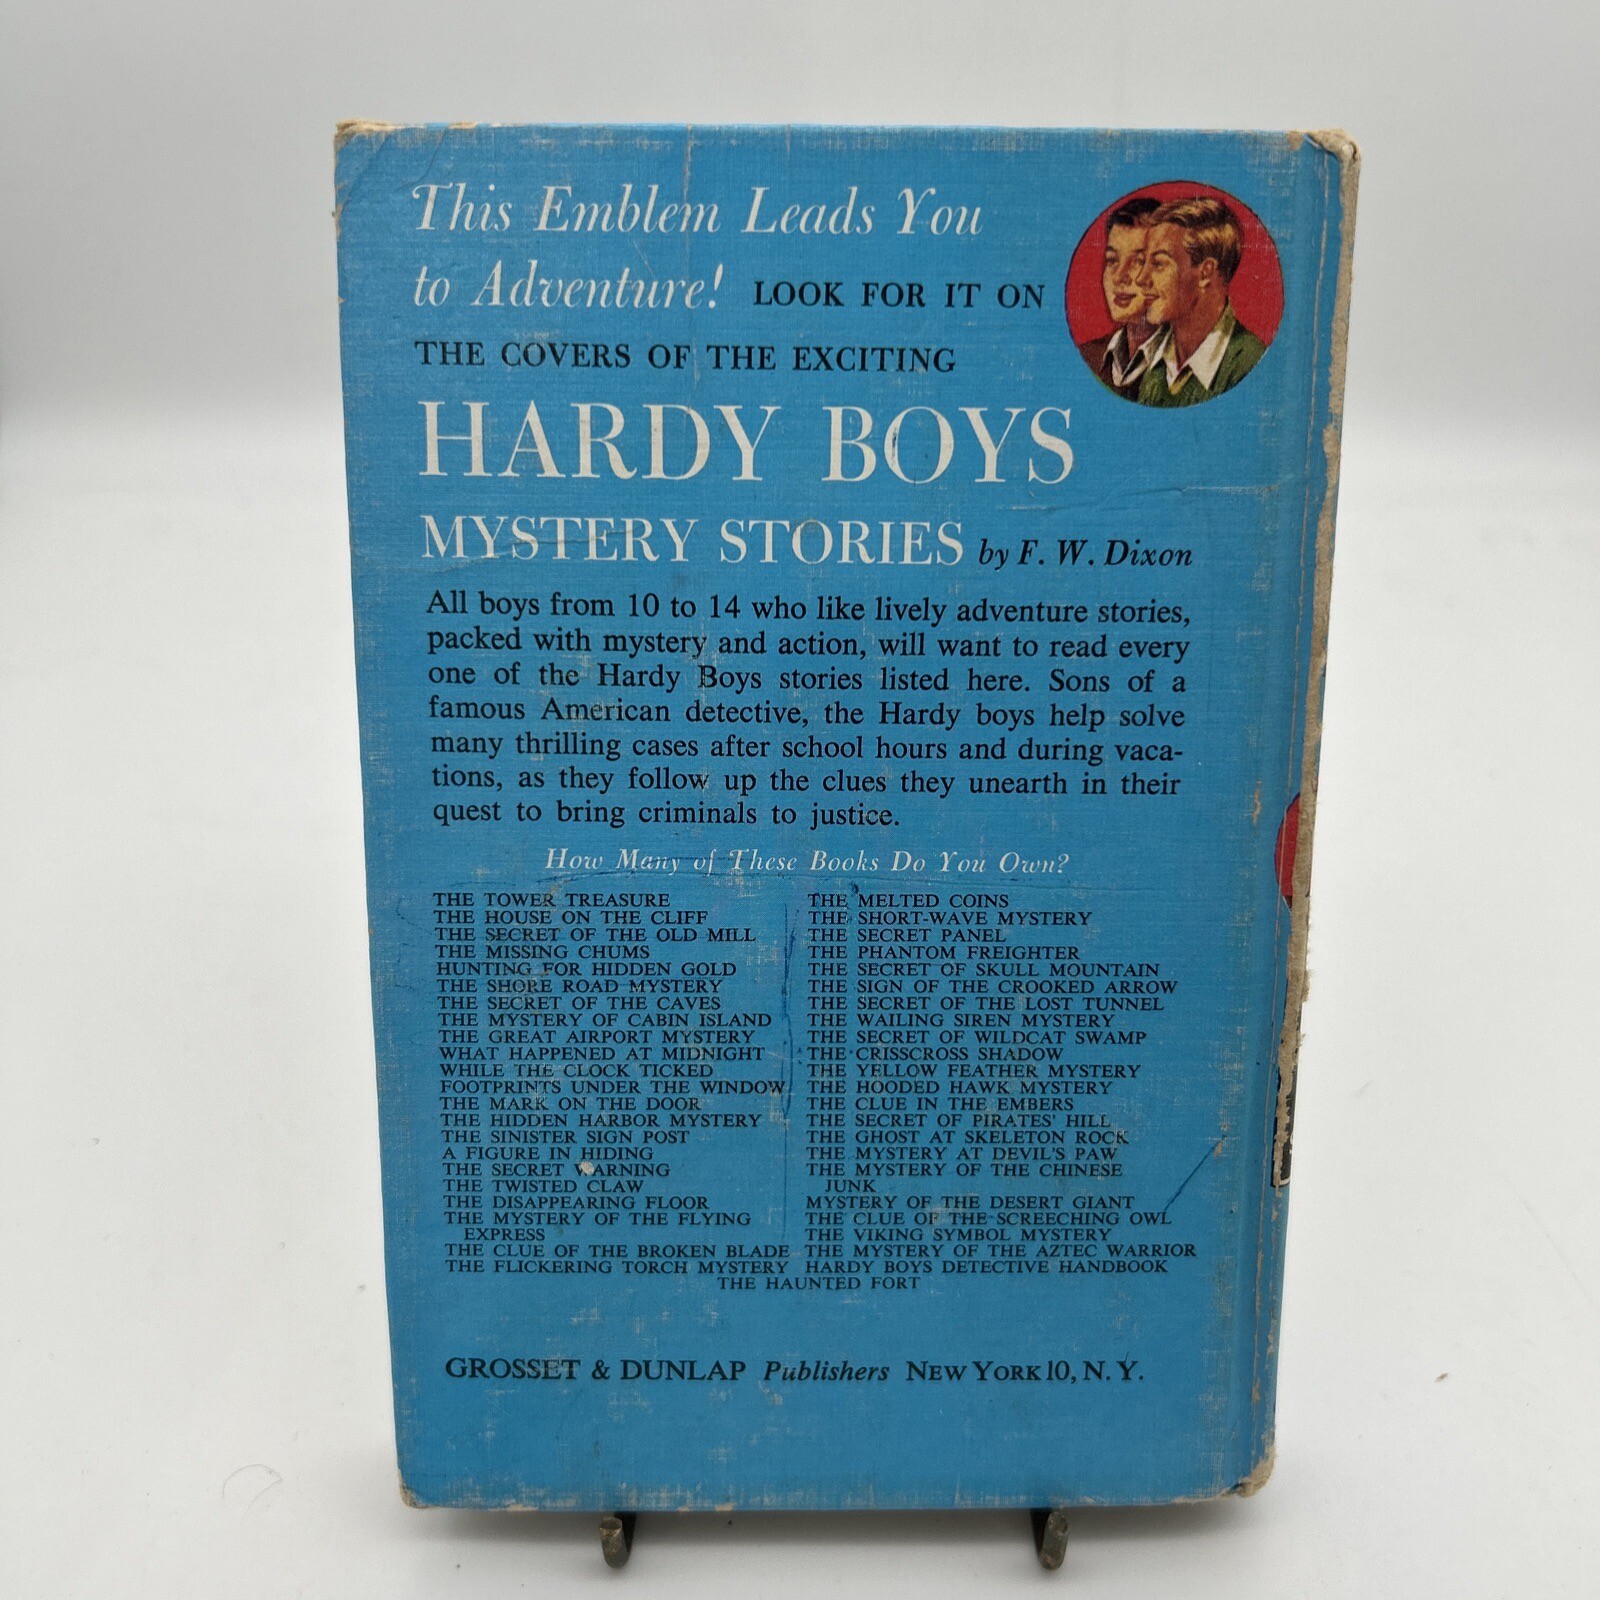 This Emblem Leads You
to Adventure! LOOK FOR IT ON
THE COVERS OF THE EXCITING
HARDY BOYS
MYSTERY STORIES by F. W. Dixon
All boys from 10 to 14 who like lively adventure stories,
packed with mystery and action, will want to read every
one of the Hardy Boys stories listed here. Sons of a
famous American detective, the Hardy boys help solve
many thrilling cases after school hours and during vaca-
tions, as they follow up the clues they unearth in their
quest to bring criminals to justice.
How Many of These Books Do You Own?
THE TOWER TREASURE
THE HOUSE ON THE CLIFF
THE SECRET OF THE OLD MILL
THE MISSING CHUMS
HUNTING FOR HIDDEN GOLD
THE SHORE ROAD MYSTERY
THE SECRET OF THE CAVES
THE MYSTERY OF CABIN ISLAND
THE GREAT AIRPORT MYSTERY
WHAT HAPPENED AT MIDNIGHT
WHILE THE CLOCK TICKED
FOOTPRINTS UNDER THE WINDOW
THE MARK ON THE DOOR
THE HIDDEN HARBOR MYSTERY
THE SINISTER SIGN POST
A FIGURE IN HIDING
THE SECRET WARNING
THE TWISTED CLAW
THE DISAPPEARING FLOOR
THE MYSTERY OF THE FLYING
EXPRESS
THE CLUE OF THE BROKEN BLADE
THE FLICKERING TORCH MYSTERY
THE MELTED COINS
THE SHORT-WAVE MYSTERY
THE SECRET PANEL
THE PHANTOM FREIGHTER
THE SECRET OF SKULL MOUNTAIN
THE SIGN OF THE CROOKED ARROW
THE SECRET OF THE LOST TUNNEL
THE WAILING SIREN MYSTERY
THE SECRET OF WILDCAT SWAMP
THE CRISSCROSS SHADOW
THE YELLOW FEATHER MYSTERY
THE HOODED HAWK MYSTERY
THE CLUE IN THE EMBERS
THE SECRET OF PIRATES' HILL
THE GHOST AT SKELETON ROCK
THE MYSTERY AT DEVIL'S PAW
THE MYSTERY OF THE CHINESE
JUNK
MYSTERY OF THE DESERT GIANT
THE CLUE OF THE SCREECHING OWL
THE VIKING SYMBOL MYSTERY
THE MYSTERY OF THE AZTEC WARRIOR
HARDY BOYS DETECTIVE HANDBOOK
THE HAUNTED FORT
GROSSET & DUNLAP Publishers NEW YORK 10, N. Y.